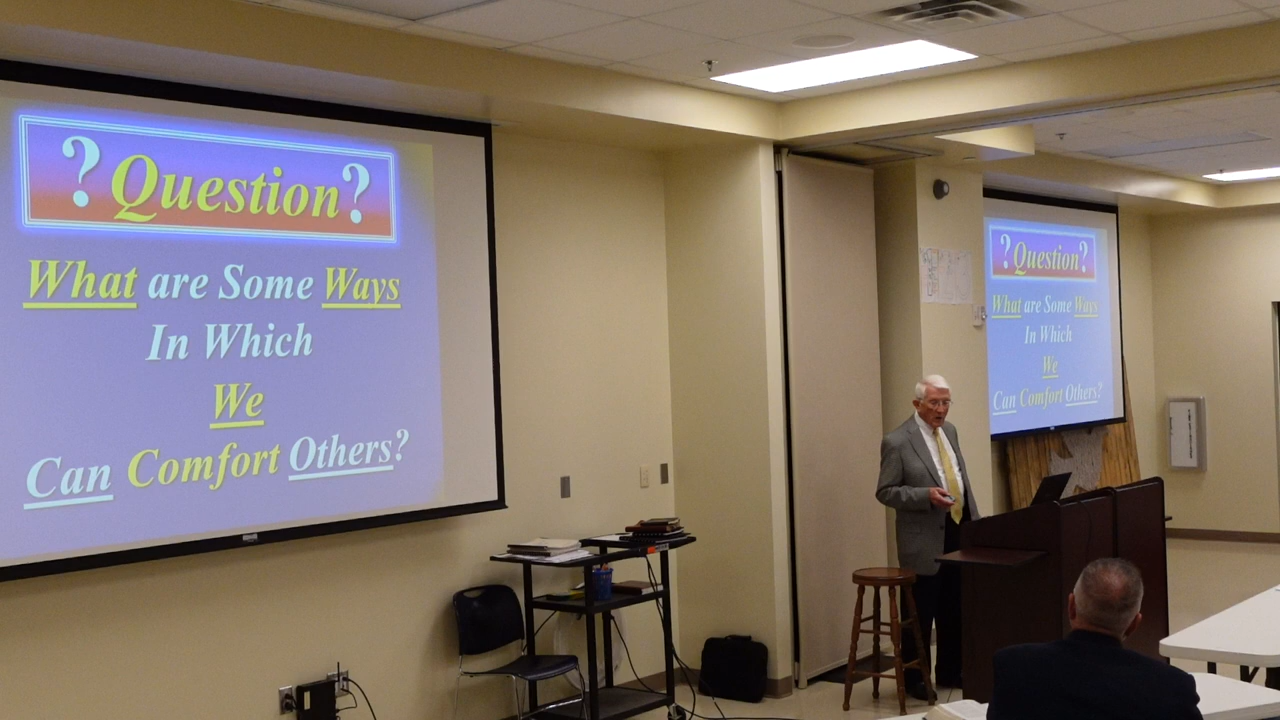 ? Question ?
What are Some Ways
In Which
We
Can Comfort Others?
? Question ?
What are Some Ways
In Which
We
Can Comfort Others?